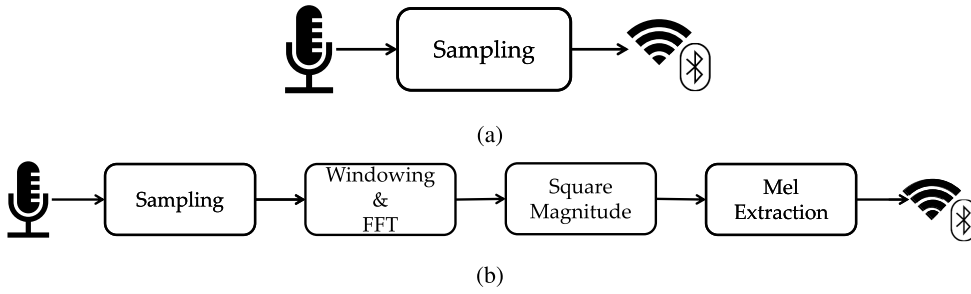 Sampling
(a)
Sampling
Windowing
&
FFT
Square
Magnitude
Mel
Extraction
(b)